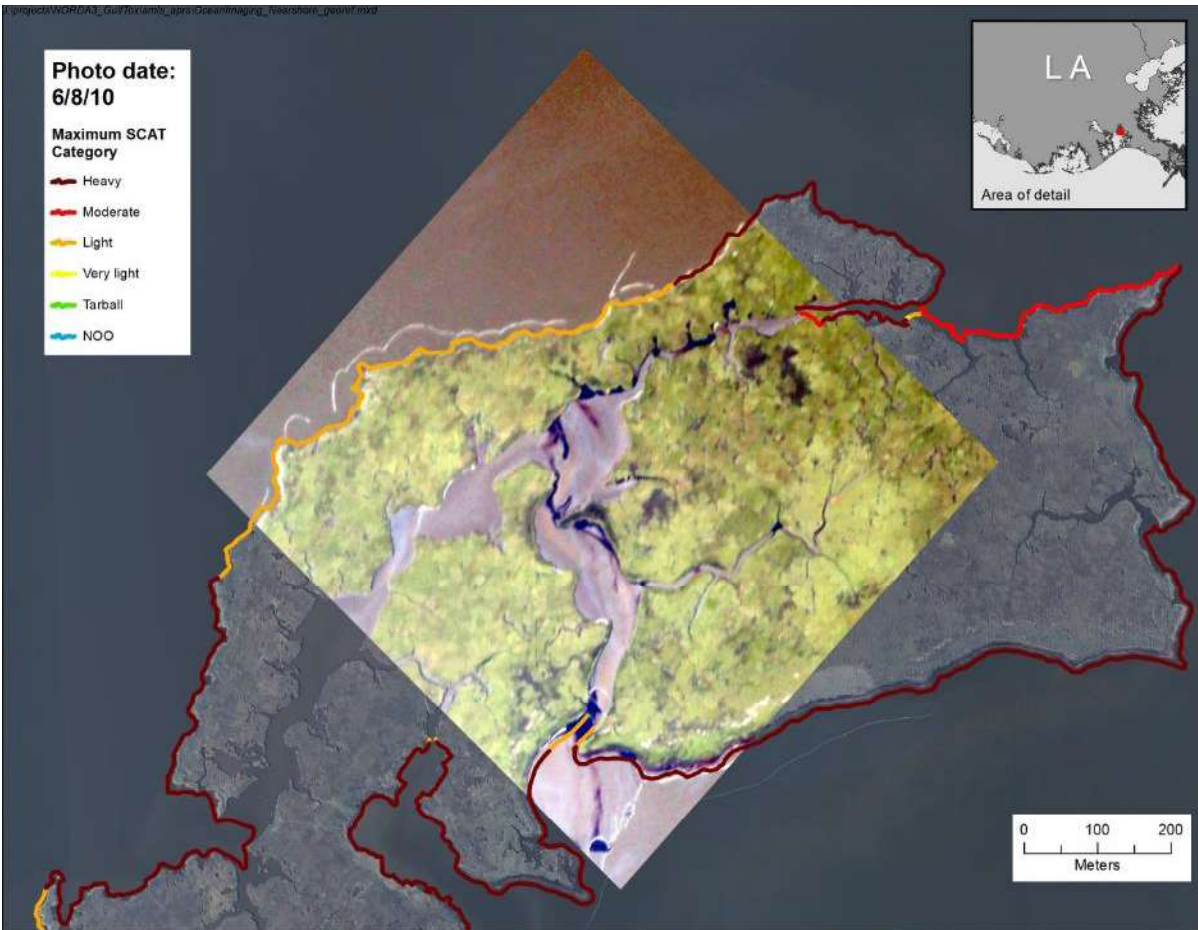 Photo date:
6/8/10
Maximum SCAT
Category
Heavy
Moderate
Light
Very light
Tarball
NOO
LA
Area of detail
0 100 200
Meters